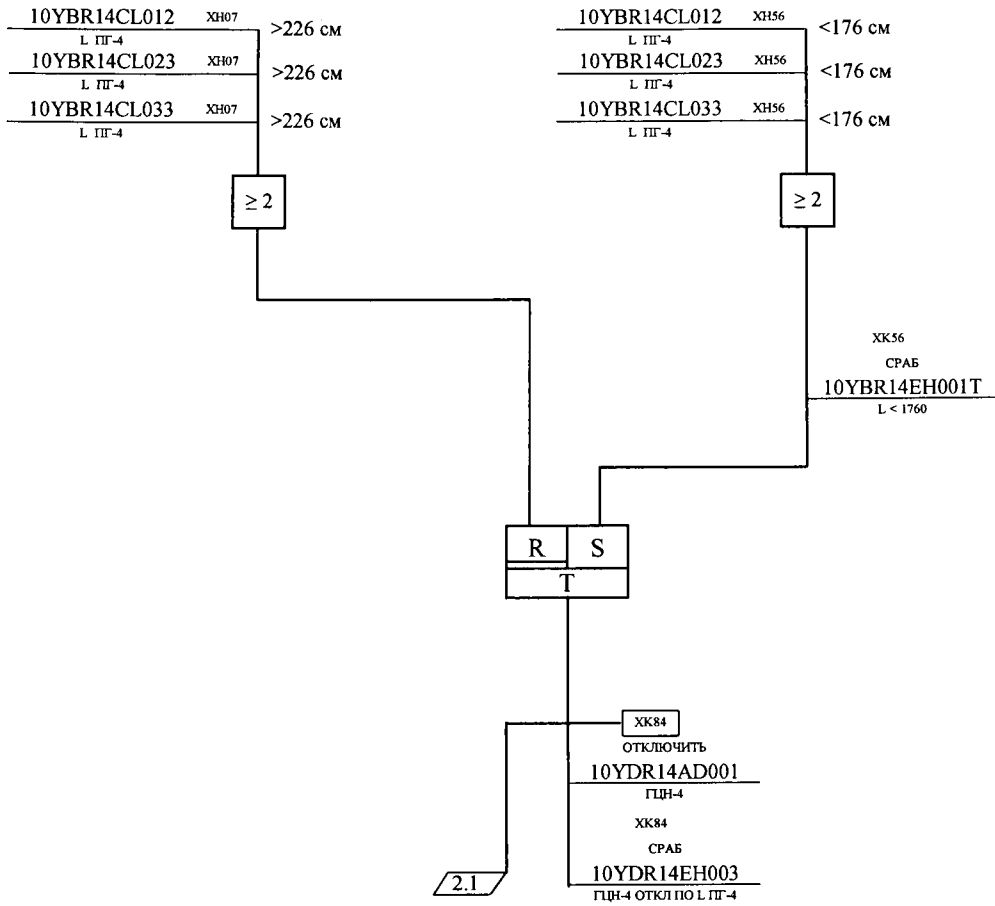 10YBR14CL012 XH07 >226 см
L ПГ-4
10YBR14CL023 XH07 >226 см
L ПГ-4
10YBR14CL033 XH07 >226 см
L ПГ-4
≥ 2
10YBR14CL012 XH56 <176 см
L ПГ-4
10YBR14CL023 XH56 <176 см
L ПГ-4
10YBR14CL033 XH56 <176 см
L ПГ-4
≥ 2
XK56
СРАБ
10YBR14EH001T
L < 1760
R S
T
XK84
ОТКЛЮЧИТЬ
10YDR14AD001
ГЦН-4
XK84
СРАБ
10YDR14EH003
ГЦН-4 ОТКЛ ПО L ПГ-4
2.1